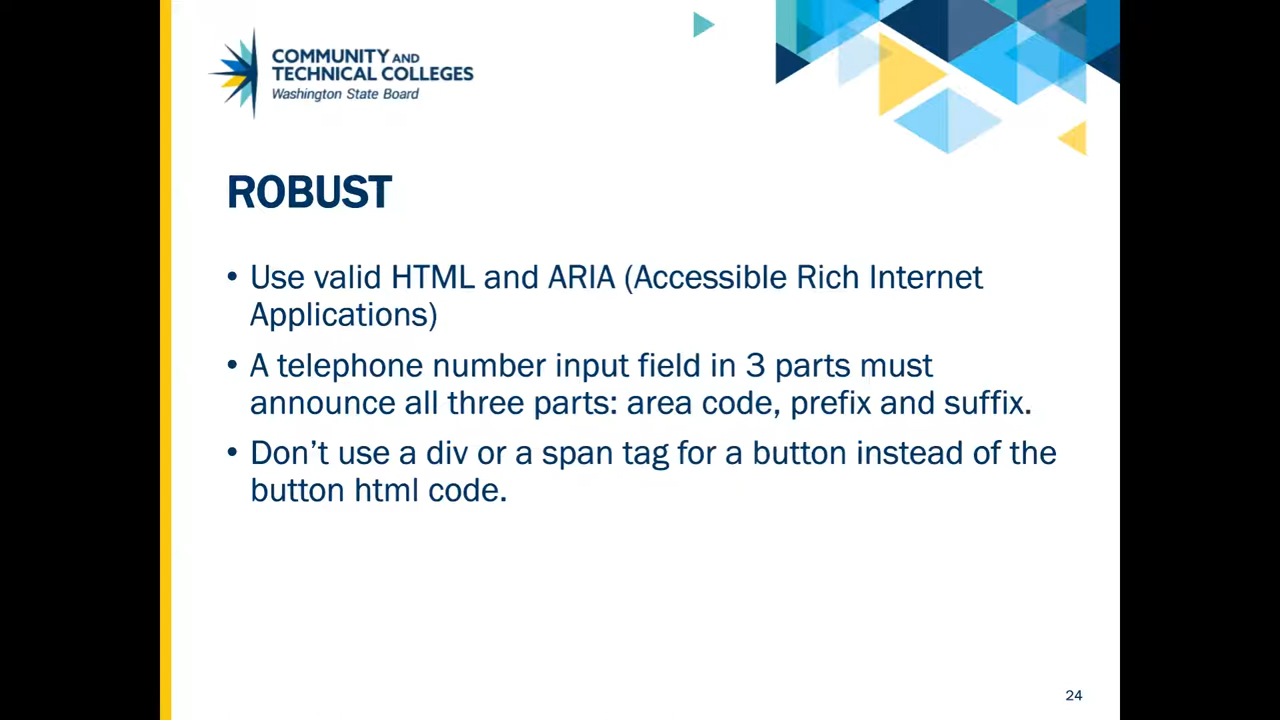 COMMUNITY AND
TECHNICAL COLLEGES
Washington State Board
ROBUST
• Use valid HTML and ARIA (Accessible Rich Internet
Applications)
• A telephone number input field in 3 parts must
announce all three parts: area code, prefix and suffix.
• Don’t use a div or a span tag for a button instead of the
button html code.
24